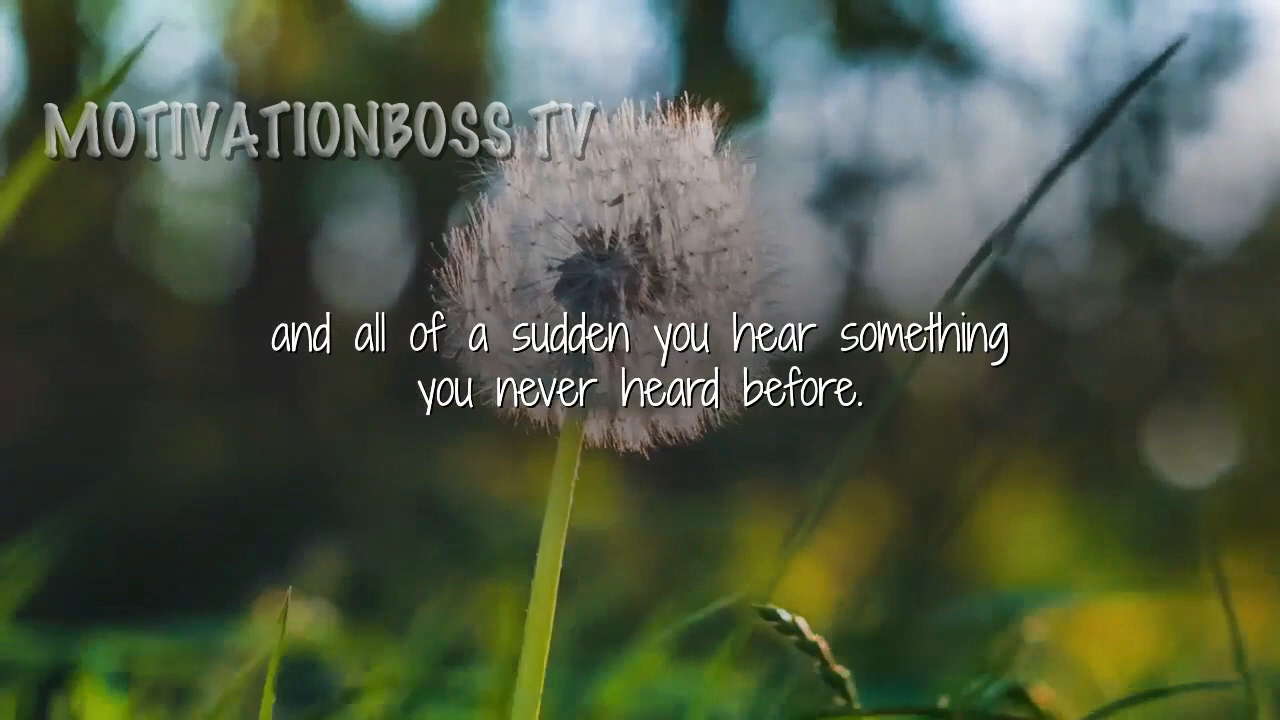 MOTIVATIONBOSS TV
and all of a sudden you hear something
you never heard before.